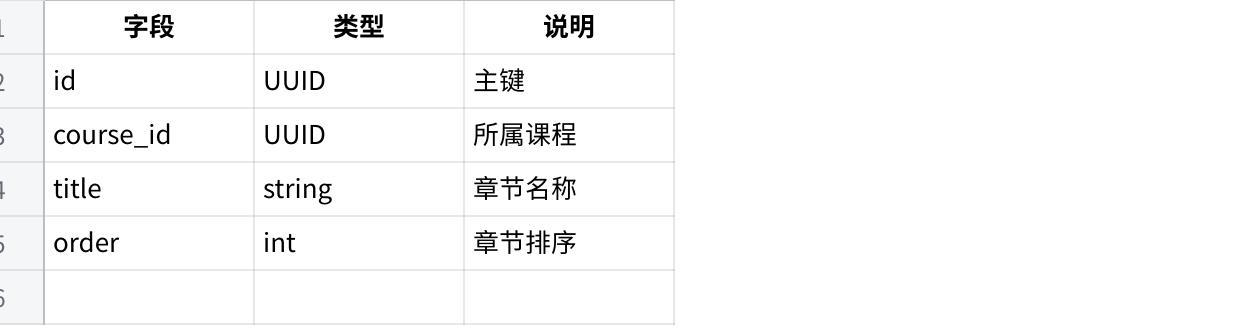 字段 类型 说明
id UUID 主键
course_id UUID 所属课程
title string 章节名称
order int 章节排序